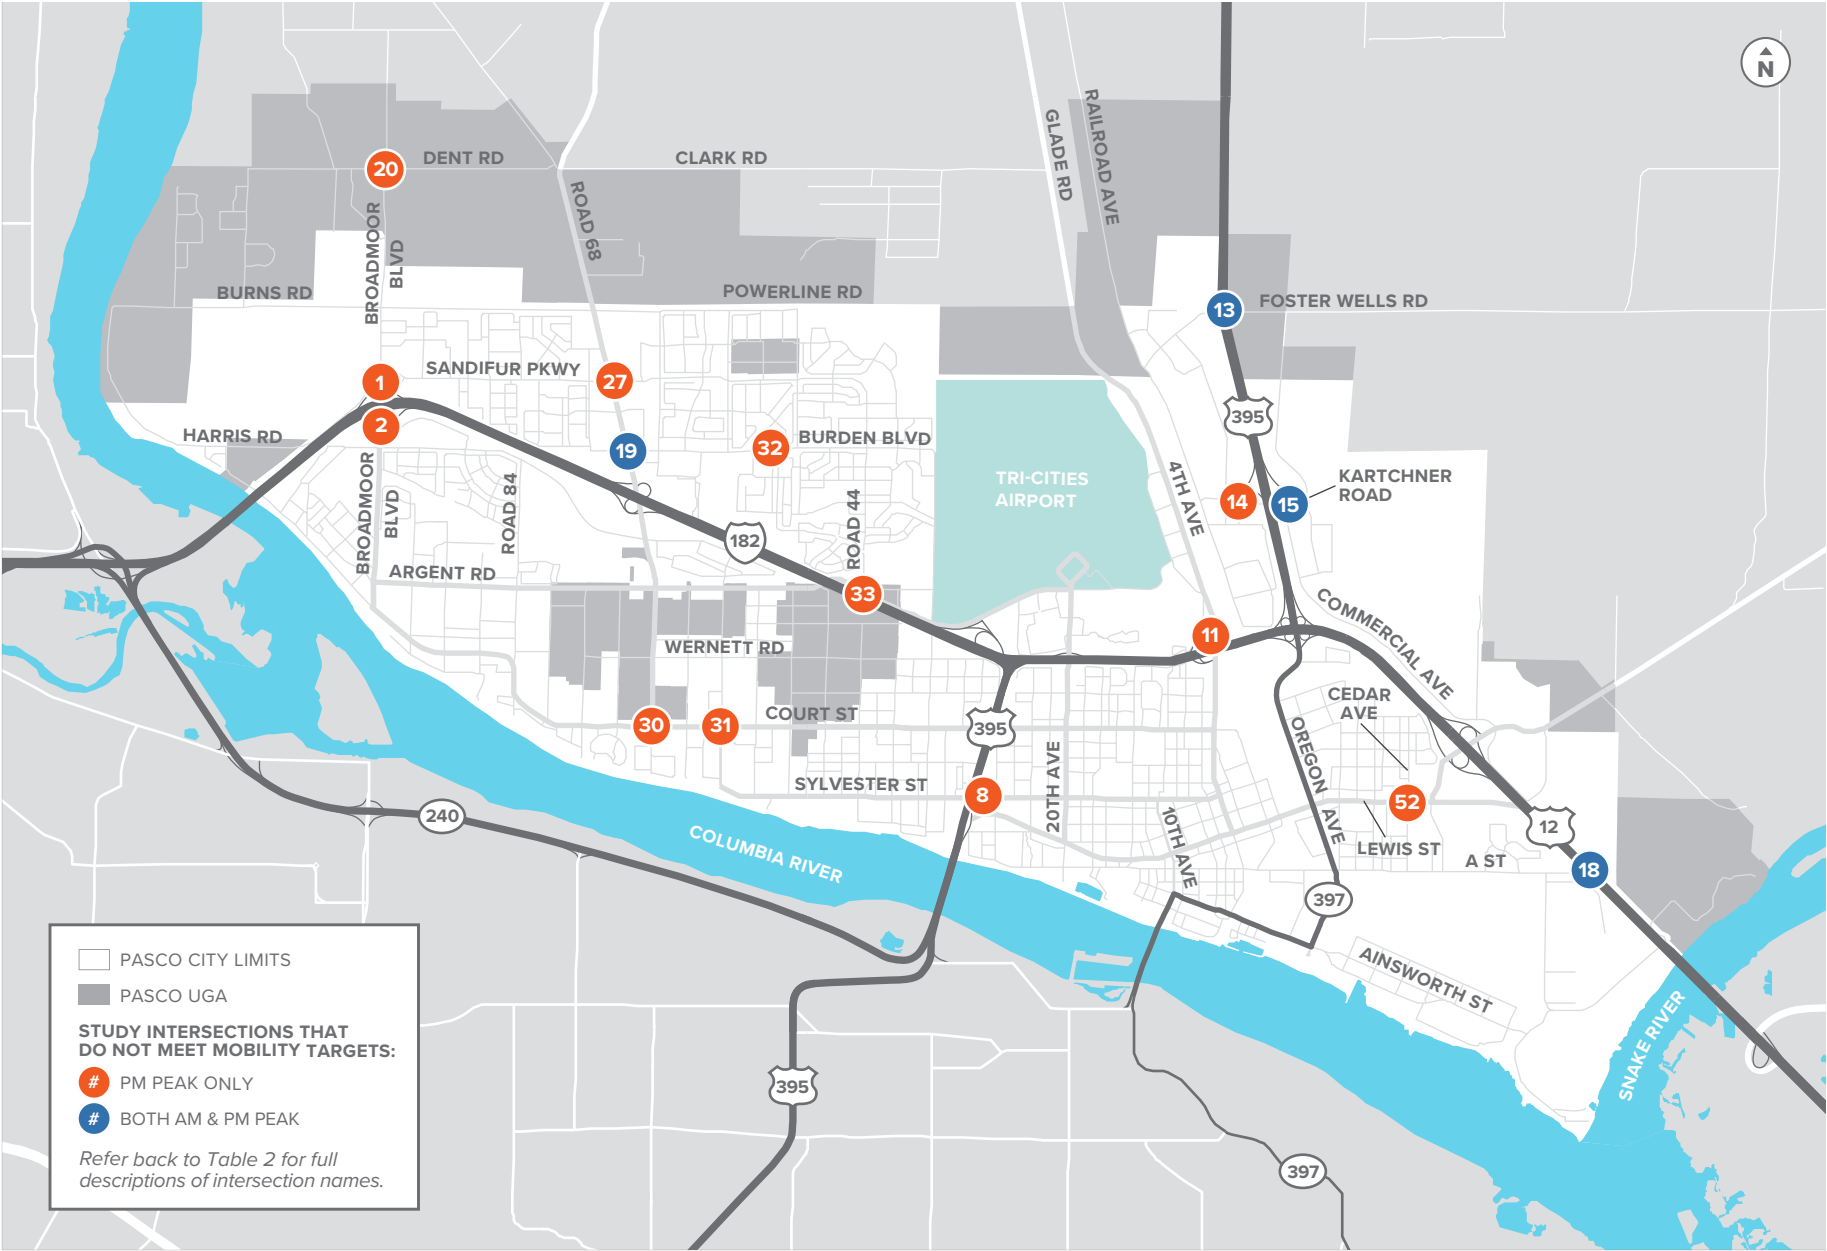 N
DENT RD
CLARK RD
20
GLADE RD
RAILROAD AVE
ROAD 68
BROADMOOR
BLVD
BURNS RD
POWERLINE RD
13
FOSTER WELLS RD
1
SANDIFUR PKWY
27
395
2
HARRIS RD
19
32
BURDEN BLVD
TRI-CITIES
AIRPORT
4TH AVE
14
15
KARTCHNER
ROAD
BROADMOOR
BLVD
ROAD 84
ROAD 44
182
ARGENT RD
33
COMMERCIAL AVE
11
WERNETT RD
CEDAR
AVE
30
31
COURT ST
395
OREGON AVE
20TH AVE
SYLVESTER ST
8
10TH AVE
52
240
12
COLUMBIA RIVER
LEWIS ST
A ST
18
397
AINSWORTH ST
SNAKE RIVER
395
397
PASCO CITY LIMITS
PASCO UGA
STUDY INTERSECTIONS THAT
DO NOT MEET MOBILITY TARGETS:
# PM PEAK ONLY
# BOTH AM & PM PEAK
Refer back to Table 2 for full
descriptions of intersection names.